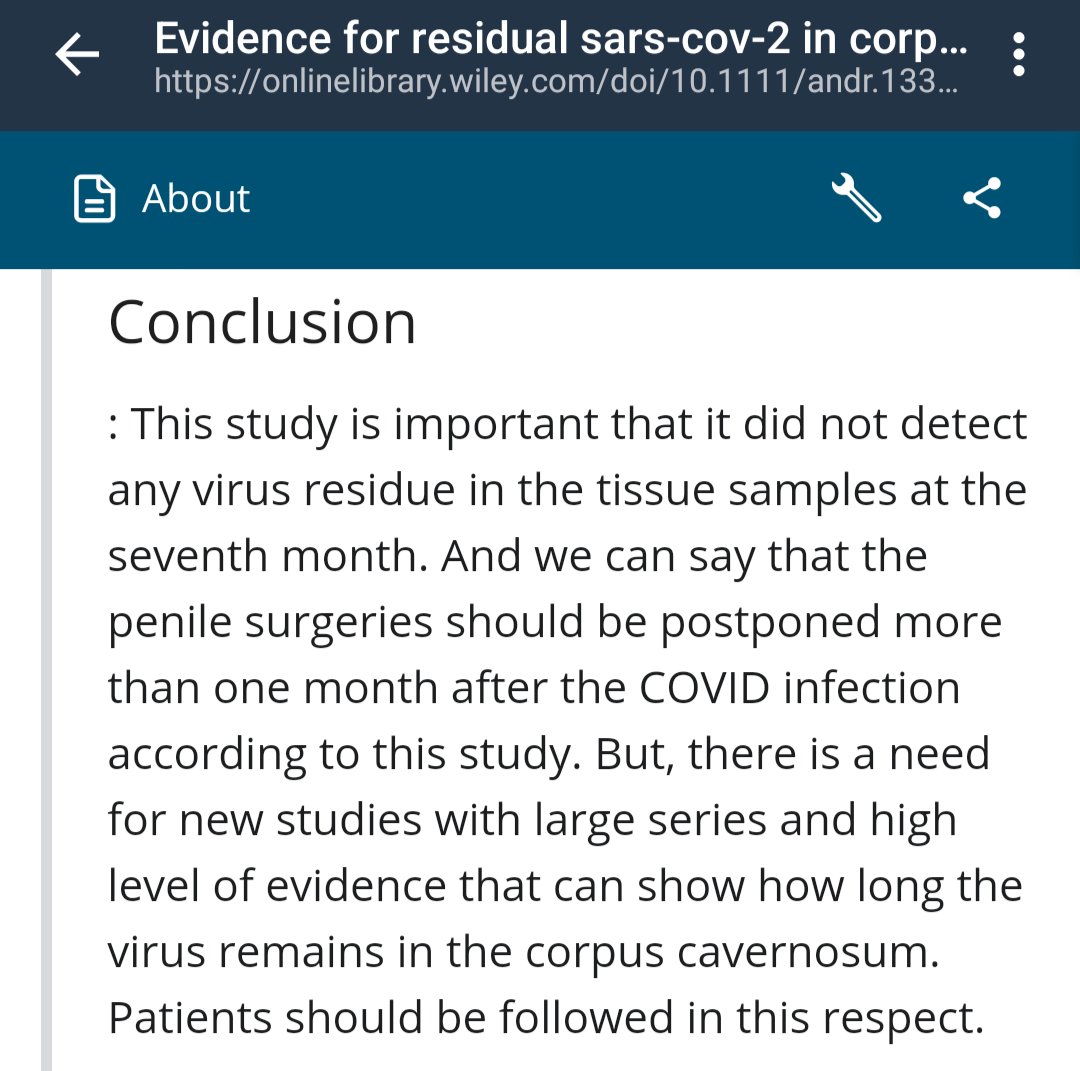 Evidence for residual sars-cov-2 in corp...
https://onlinelibrary.wiley.com/doi/10.1111/andr.133...
About
Conclusion
: This study is important that it did not detect
any virus residue in the tissue samples at the
seventh month. And we can say that the
penile surgeries should be postponed more
than one month after the COVID infection
according to this study. But, there is a need
for new studies with large series and high
level of evidence that can show how long the
virus remains in the corpus cavernosum.
Patients should be followed in this respect.